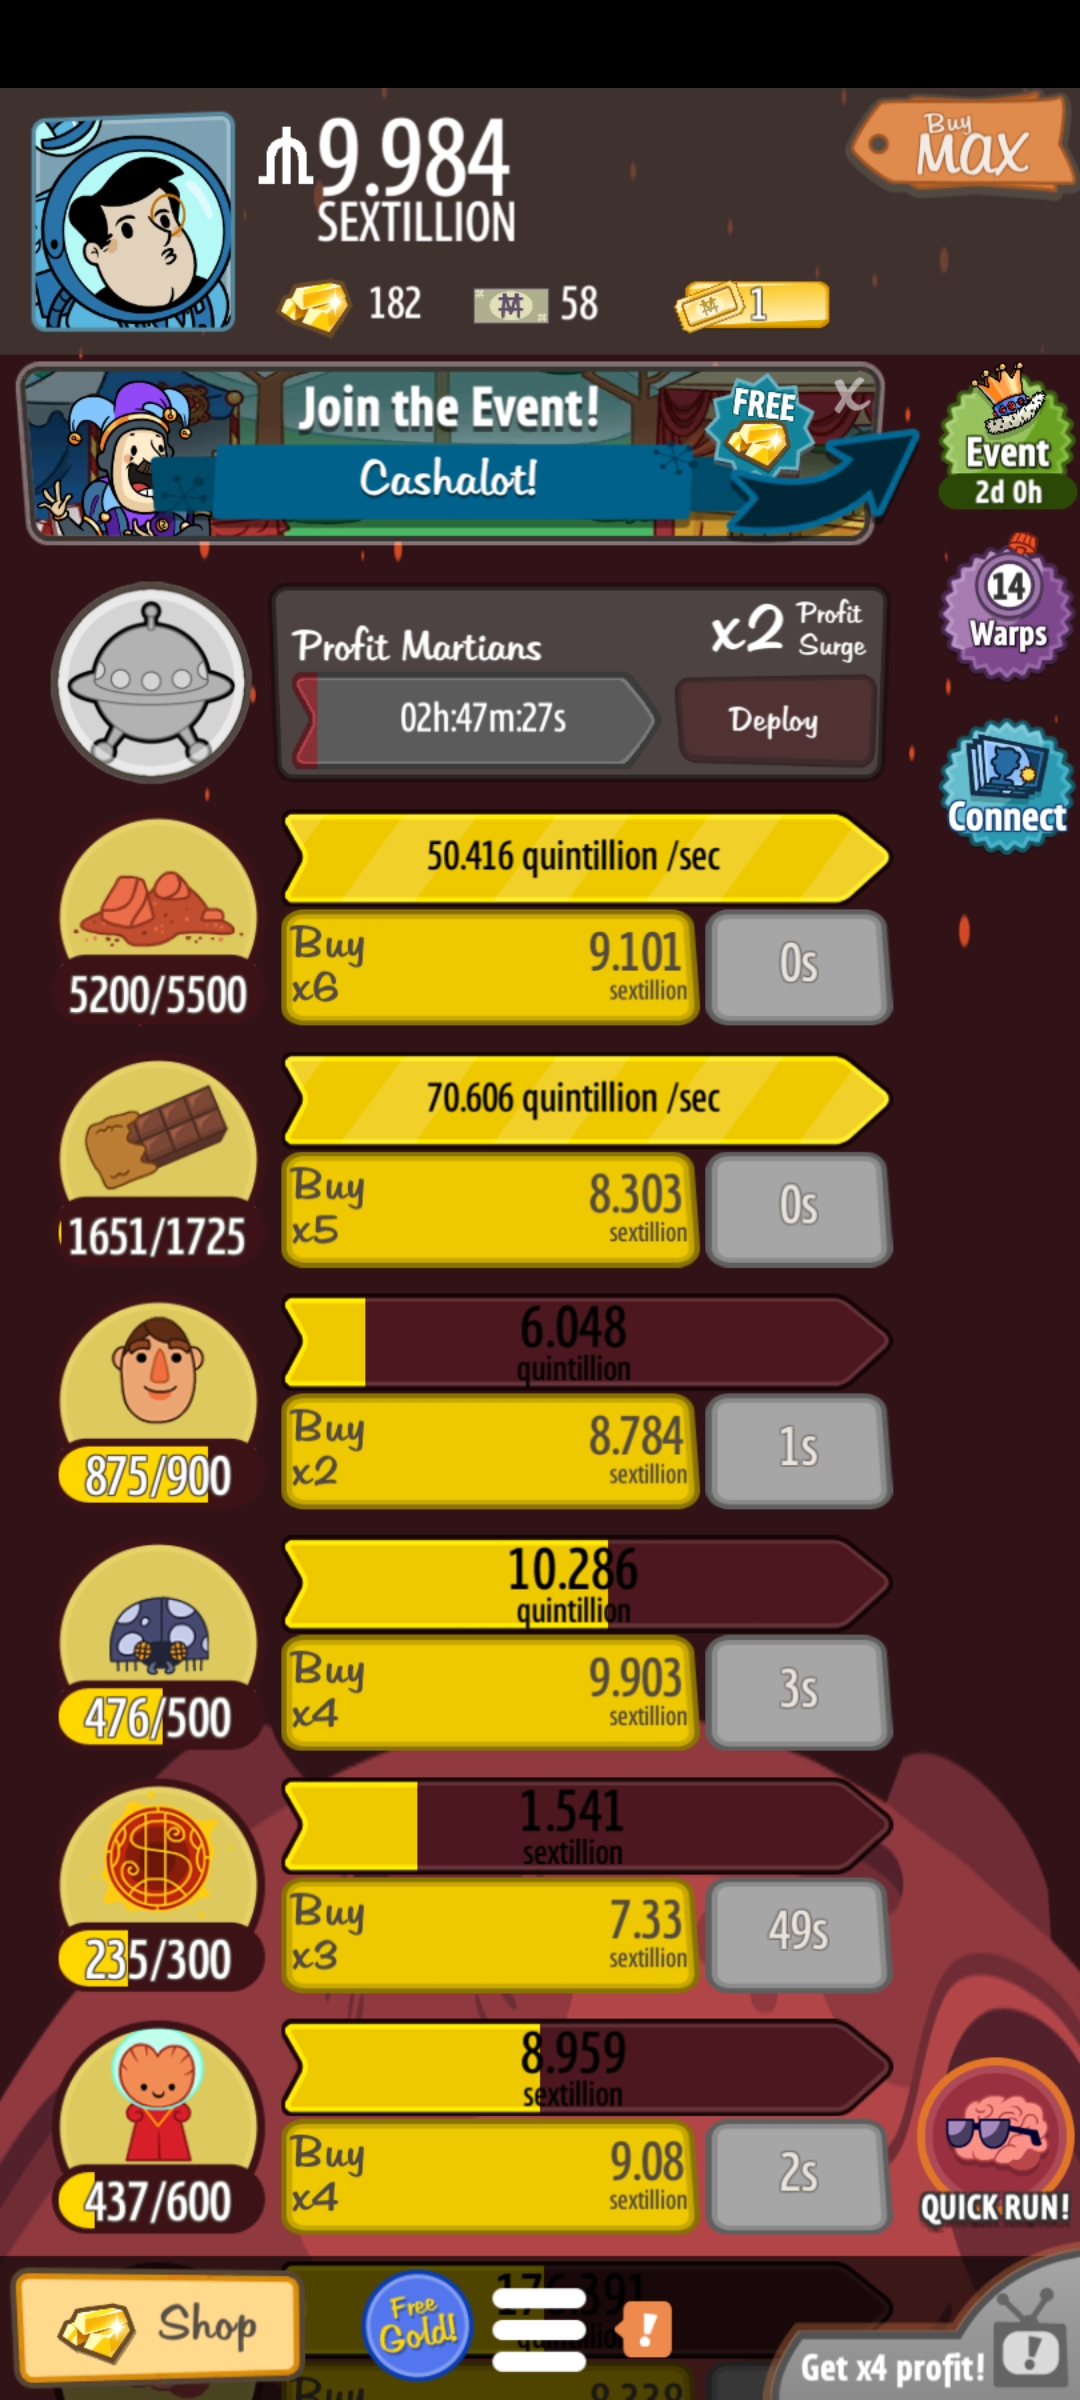 9.984
SEXTILLION
Buy
MAX
182
58
1
Join the Event!
FREE
X
Cashalot!
Event
2d 0h
14
Warps
Connect
Profit Martians
x2 Profit Surge
02h:47m:27s
Deploy
50.416 quintillion /sec
Buy x6
9.101 sextillion
0s
5200/5500
70.606 quintillion /sec
Buy x5
8.303 sextillion
0s
1651/1725
6.048
quintillion
Buy x2
8.784 sextillion
1s
875/900
10.286
quintillion
Buy x4
9.903 sextillion
3s
476/500
1.541
sextillion
Buy x3
7.33 sextillion
49s
235/300
8.959
sextillion
Buy x4
9.08 sextillion
2s
437/600
QUICK RUN!
Shop
Free
Gold!
!
Get x4 profit!
!
Buy